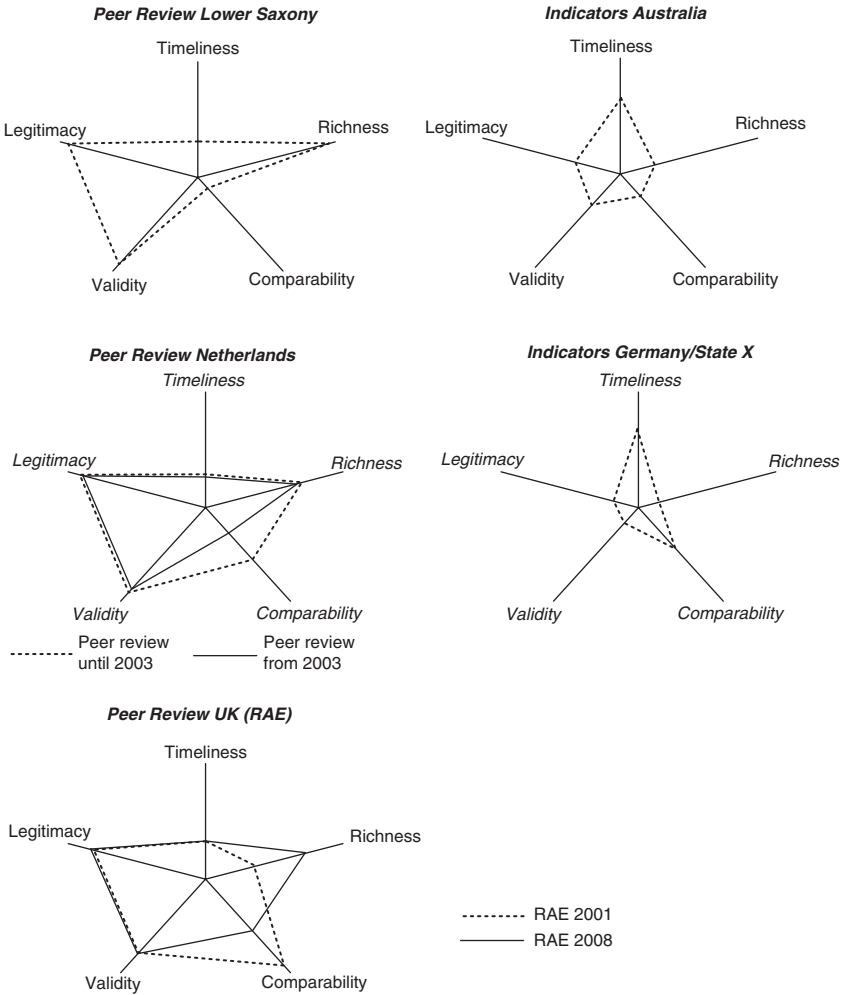 Peer Review Lower Saxony
Timeliness
Legitimacy
Richness
Validity
Comparability
Indicators Australia
Timeliness
Legitimacy
Richness
Validity
Comparability
Peer Review Netherlands
Timeliness
Legitimacy
Richness
Validity
Comparability
Peer review
until 2003
Peer review
from 2003
Indicators Germany/State X
Timeliness
Legitimacy
Richness
Validity
Comparability
Peer Review UK (RAE)
Timeliness
Legitimacy
Richness
Validity
Comparability
RAE 2001
RAE 2008